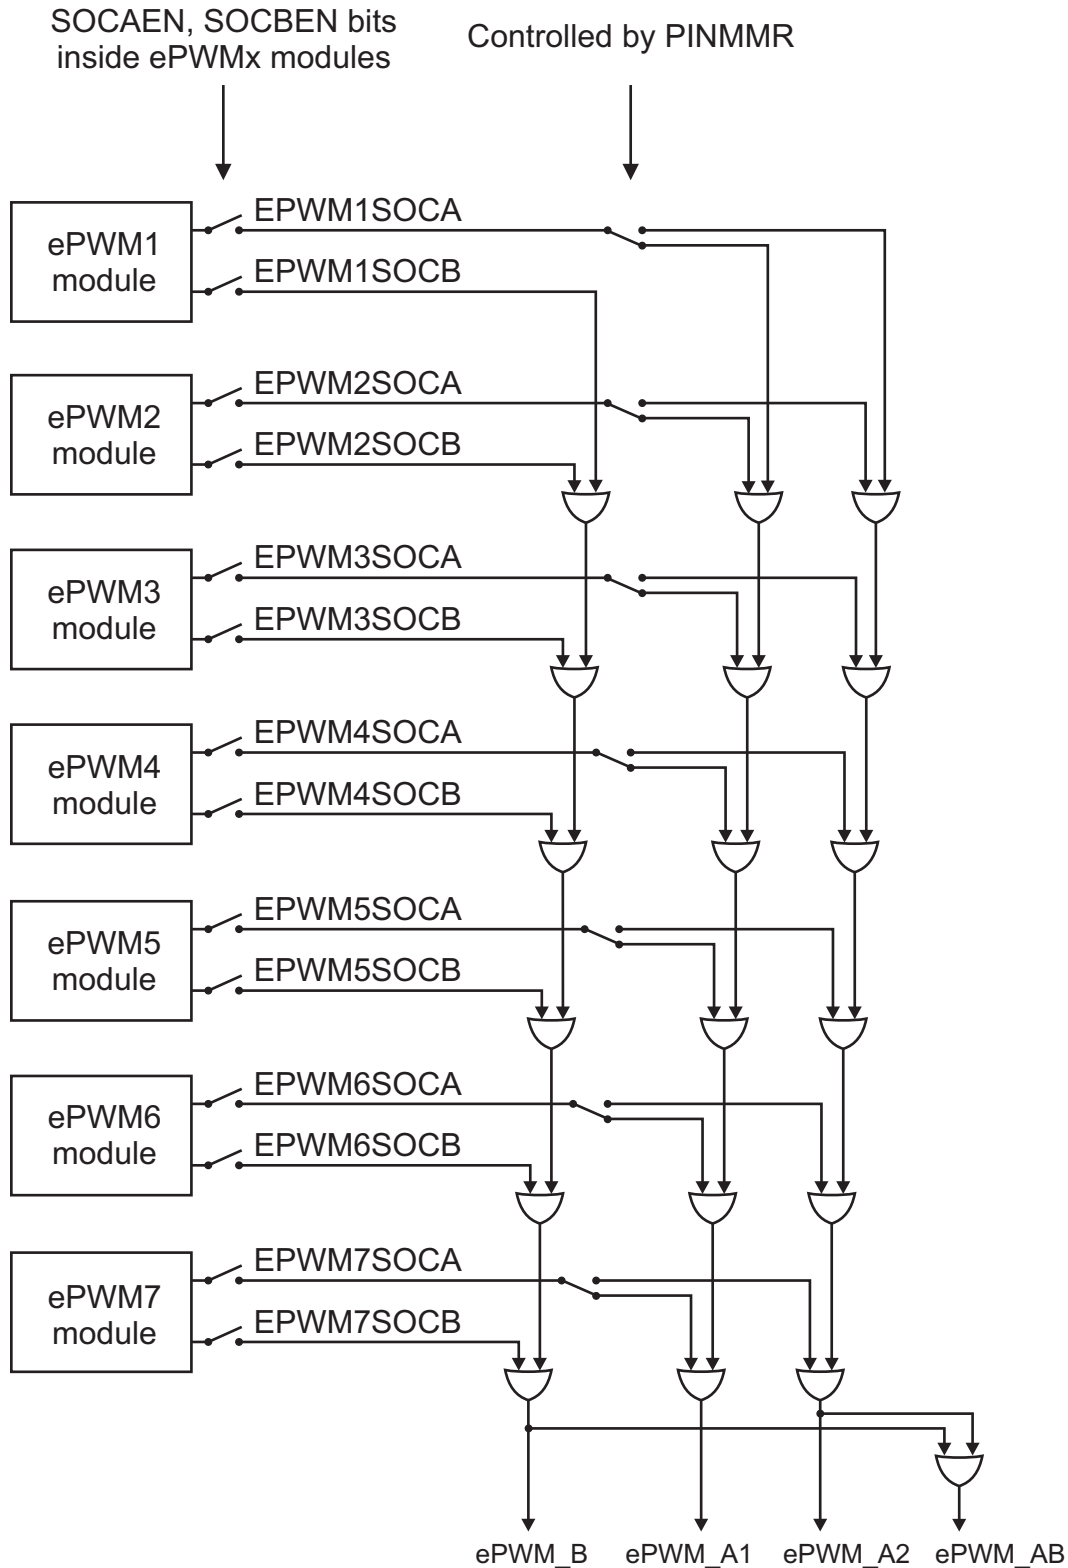 SOCAEN, SOCBEN bits
inside ePWMx modules
Controlled by PINMMR
ePWM1
module
EPWM1SOCA
EPWM1SOCB
ePWM2
module
EPWM2SOCA
EPWM2SOCB
ePWM3
module
EPWM3SOCA
EPWM3SOCB
ePWM4
module
EPWM4SOCA
EPWM4SOCB
ePWM5
module
EPWM5SOCA
EPWM5SOCB
ePWM6
module
EPWM6SOCA
EPWM6SOCB
ePWM7
module
EPWM7SOCA
EPWM7SOCB
ePWM_B
ePWM_A1
ePWM_A2
ePWM_AB